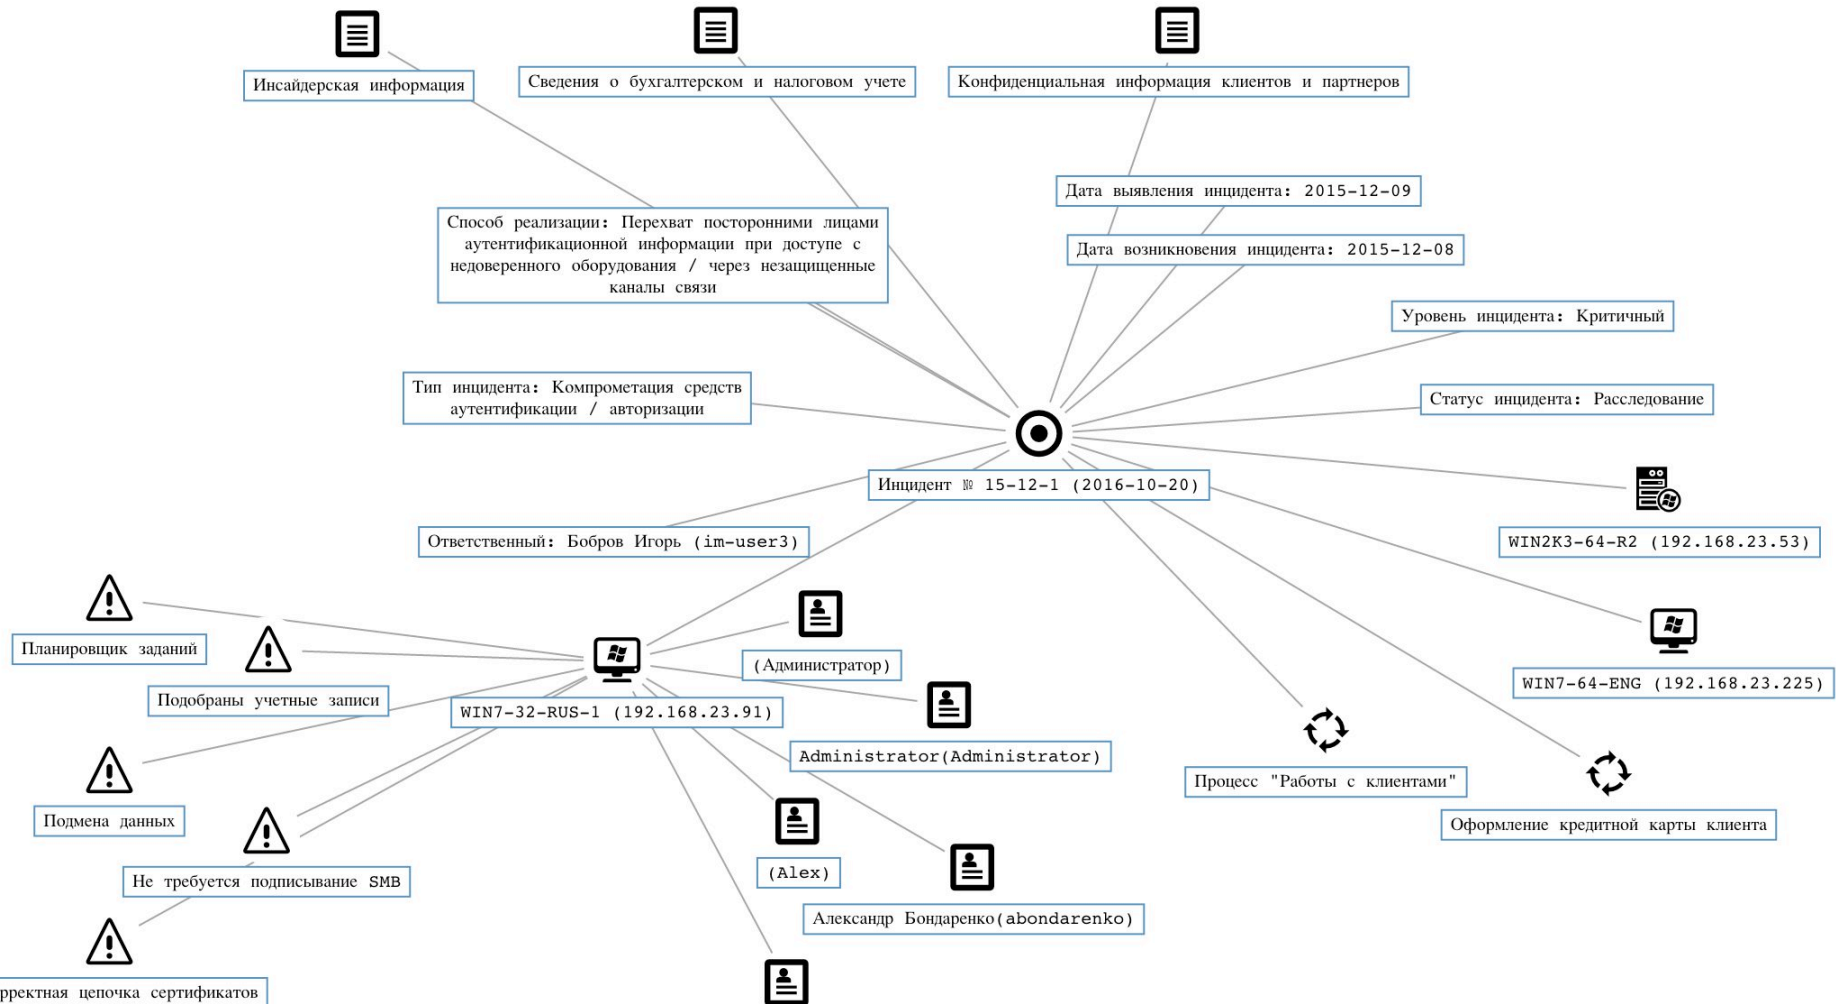 Инсайдерская информация
Сведения о бухгалтерском и налоговом учете
Конфиденциальная информация клиентов и партнеров
Дата выявления инцидента: 2015-12-09
Способ реализации: Перехват посторонними лицами
аутентификационной информации при доступе с
недоверенного оборудования / через незащищенные
каналы связи
Дата возникновения инцидента: 2015-12-08
Уровень инцидента: Критичный
Тип инцидента: Компрометация средств
аутентификации / авторизации
Статус инцидента: Расследование
Инцидент № 15-12-1 (2016-10-20)
Ответственный: Бобров Игорь (im-user3)
WIN2K3-64-R2 (192.168.23.53)
Планировщик заданий
(Администратор)
WIN7-64-ENG (192.168.23.225)
Подобраны учетные записи
WIN7-32-RUS-1 (192.168.23.91)
Administrator(Administrator)
Процесс "Работы с клиентами"
Подмена данных
Оформление кредитной карты клиента
(Alex)
Не требуется подписывание SMB
Александр Бондаренко(abondarenko)
цепочка сертификатов